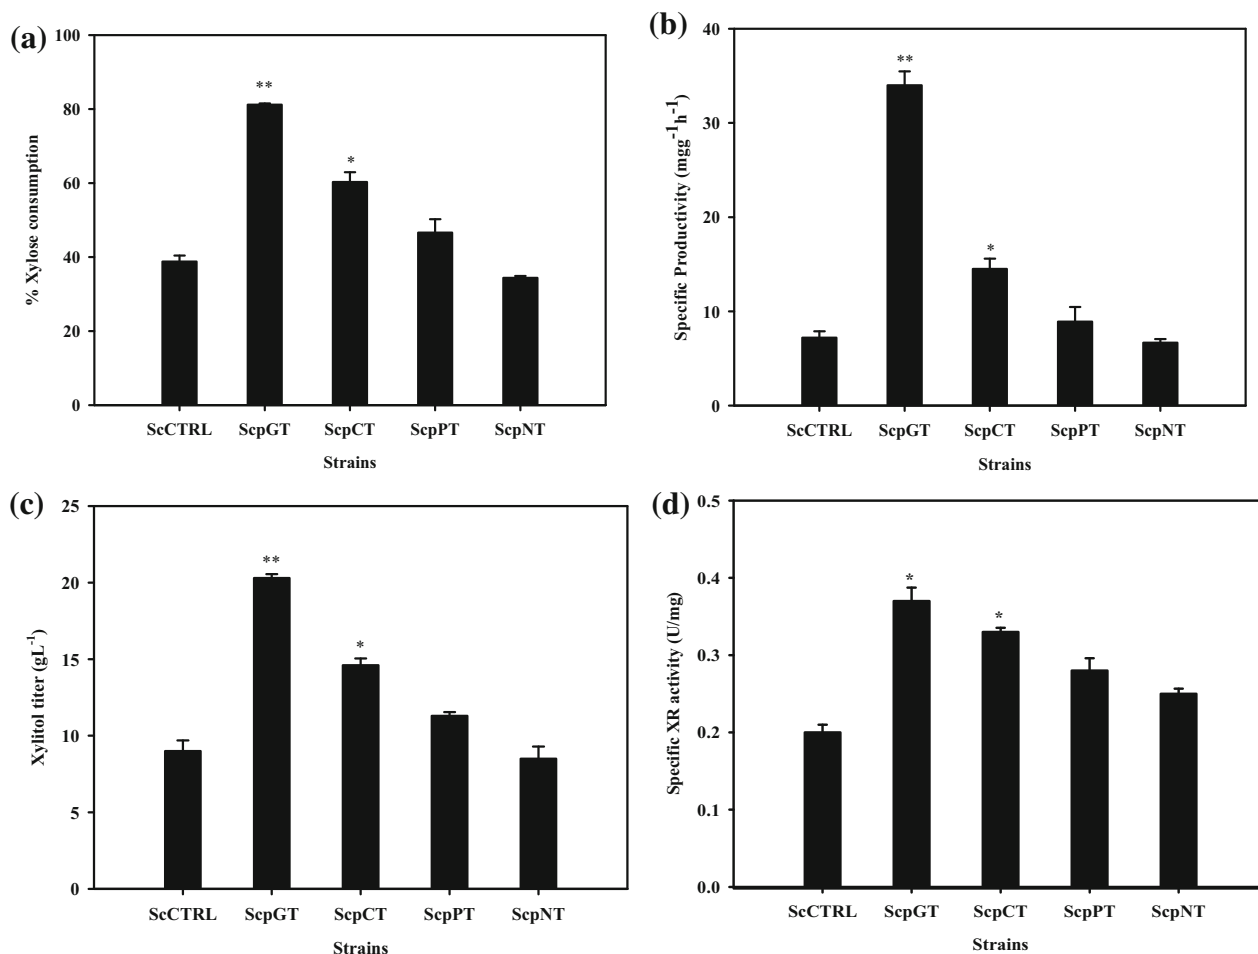 (a)
100
80
60
40
20
0
% Xylose consumption
**
*
ScCTRL ScpGT ScpCT ScpPT ScpNT
Strains
(b)
40
30
20
10
0
Specific Productivity (mgg-1h-1)
**
*
ScCTRL ScpGT ScpCT ScpPT ScpNT
Strains
(c)
25
20
15
10
5
0
Xylitol titer (gL-1)
**
*
ScCTRL ScpGT ScpCT ScpPT ScpNT
Strains
(d)
0.5
0.4
0.3
0.2
0.1
0.0
Specific XR activity (U/mg)
*
*
ScCTRL ScpGT ScpCT ScpPT ScpNT
Strains